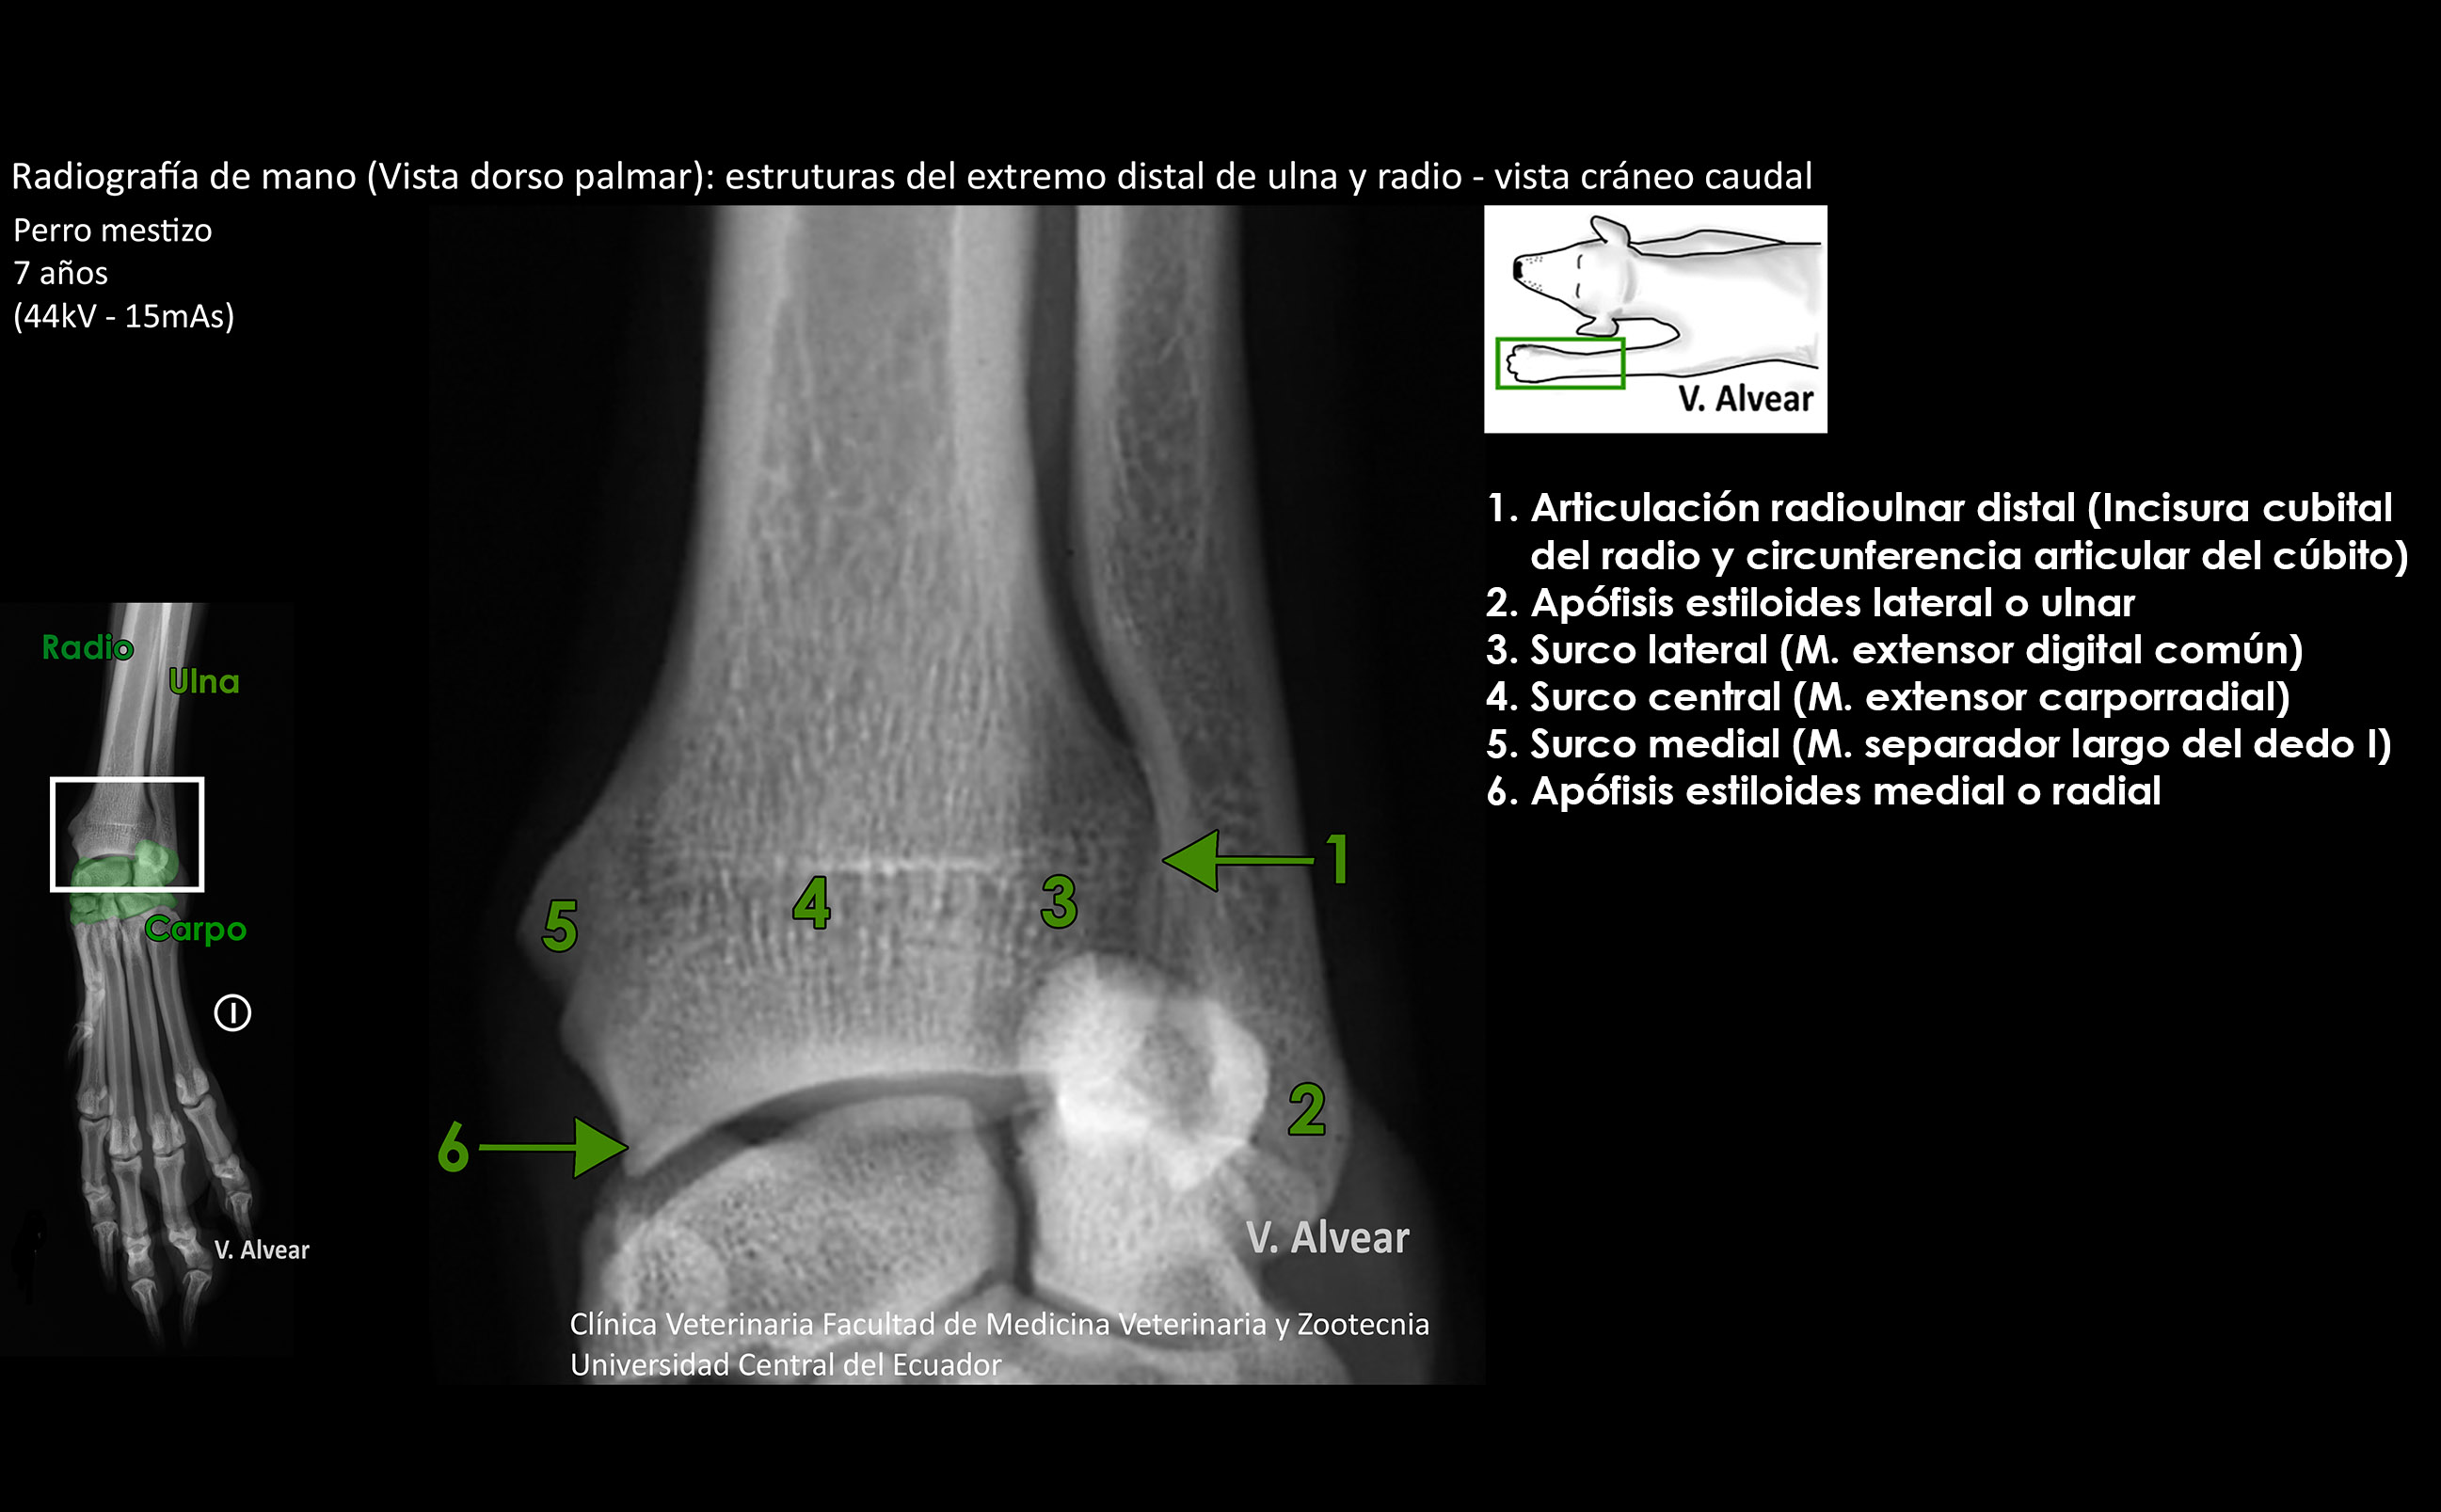 Radiografía de mano (Vista dorso palmar): estruturas del extremo distal de ulna y radio - vista cráneo caudal
Perro mestizo
7 años
(44kV - 15mAs)
V. Alvear
1. Articulación radioulnar distal (Incisura cubital
del radio y circunferencia articular del cúbito)
2. Apófisis estiloides lateral o ulnar
3. Surco lateral (M. extensor digital común)
4. Surco central (M. extensor carporradial)
5. Surco medial (M. separador largo del dedo I)
6. Apófisis estiloides medial o radial
Radio
Ulna
Carpo
I
V. Alvear
1
4
3
5
2
6
V. Alvear
Clínica Veterinaria Facultad de Medicina Veterinaria y Zootecnia
Universidad Central del Ecuador